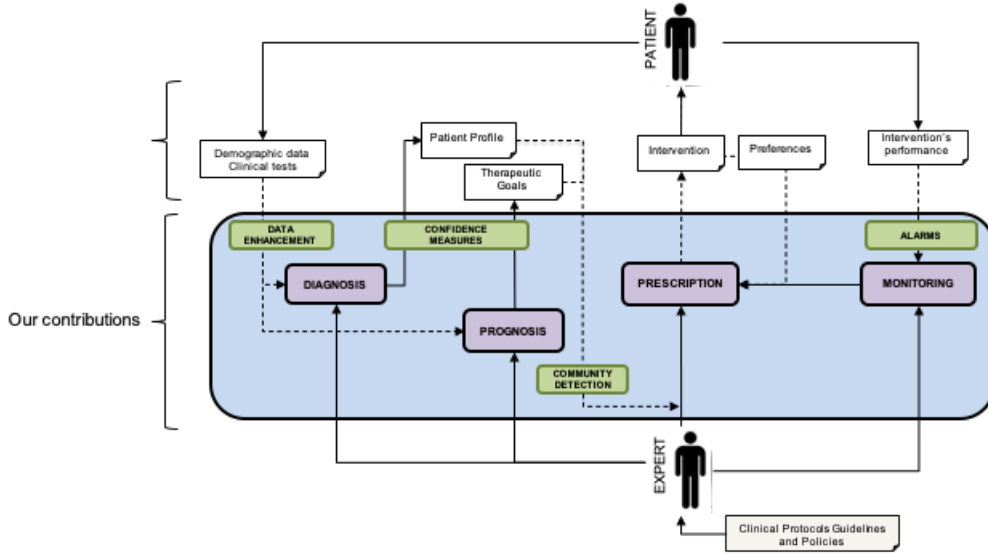 PATIENT
Demographic data
Clinical tests
Patient Profile
Therapeutic
Goals
Intervention
Preferences
Intervention's
performance
DATA
ENHANCEMENT
CONFIDENCE
MEASURES
ALARMS
DIAGNOSIS
PRESCRIPTION
MONITORING
Our contributions
PROGNOSIS
COMMUNITY
DETECTION
EXPERT
Clinical Protocols Guidelines
and Policies